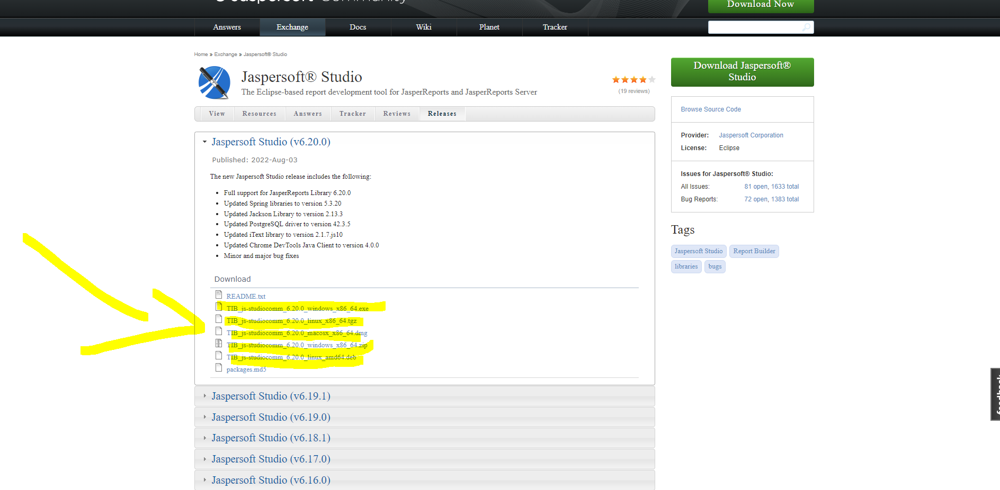 Jaspersoft Community
Download Now
Answers Exchange Docs Wiki Planet Tracker
Home » Exchange » Jaspersoft® Studio
Jaspersoft® Studio
The Eclipse-based report development tool for JasperReports and JasperReports Server
(19 reviews)
View Resources Answers Tracker Reviews Releases
Jaspersoft Studio (v6.20.0)
Published: 2022-Aug-03
The new Jaspersoft Studio release includes the following:
Full support for JasperReports Library 6.20.0
Updated Spring libraries to version 5.3.20
Updated Jackson Library to version 2.13.3
Updated PostgreSQL driver to version 42.3.5
Updated iText library to version 2.1.7.js10
Updated Chrome DevTools Java Client to version 4.0.0
Minor and major bug fixes
Download
README.txt
TIB_js-studiocomm_6.20.0_windows_x86_64.exe
TIB_js-studiocomm_6.20.0_linux_x86_64.tgz
TIB_js-studiocomm_6.20.0_macosx_x86_64.dmg
TIB_js-studiocomm_6.20.0_windows_x86_64.zip
TIB_js-studiocomm_6.20.0_linux_amd64.deb
packages.md5
Jaspersoft Studio (v6.19.1)
Jaspersoft Studio (v6.19.0)
Jaspersoft Studio (v6.18.1)
Jaspersoft Studio (v6.17.0)
Jaspersoft Studio (v6.16.0)
Download Jaspersoft®
Studio
Browse Source Code
Provider: Jaspersoft Corporation
License: Eclipse
Issues for Jaspersoft® Studio:
All Issues: 81 open, 1633 total
Bug Reports: 72 open, 1383 total
Tags
Jaspersoft Studio Report Builder
libraries bugs
feedback